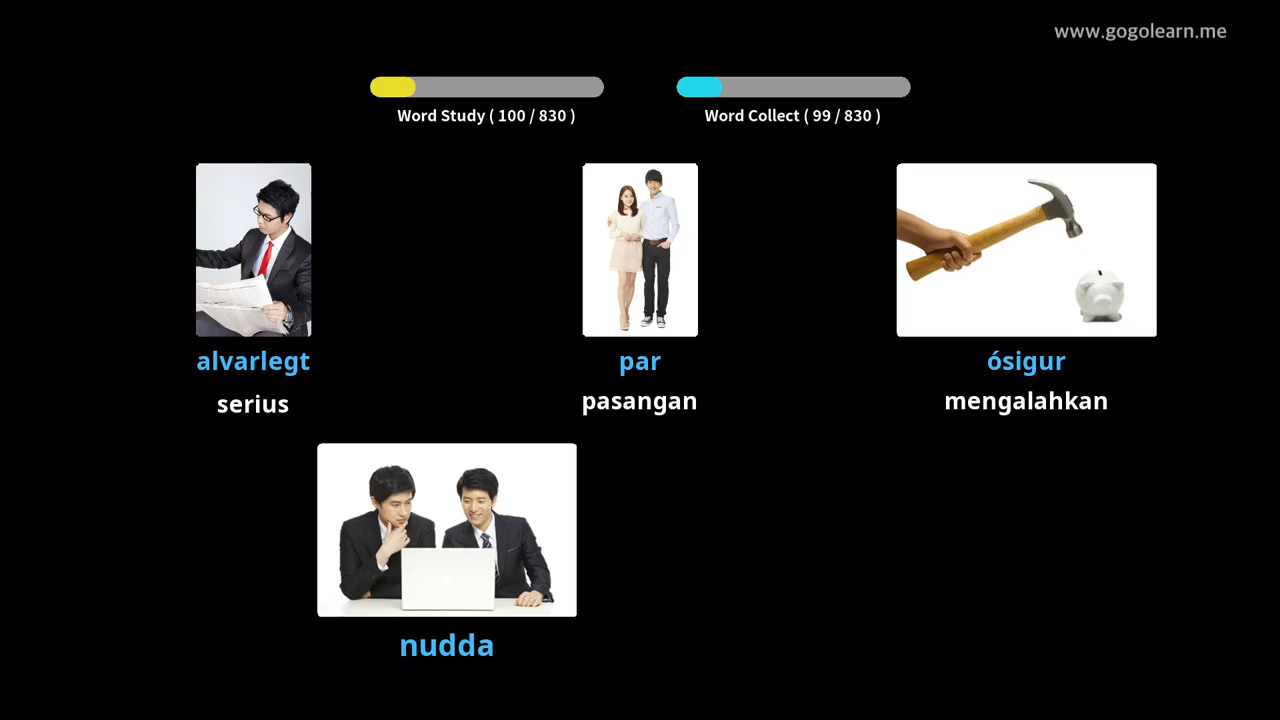 www.gogolearn.me
Word Study ( 100 / 830 )
Word Collect ( 99 / 830 )
alvarlegt
par
ósigur
serius
pasangan
mengalahkan
nudda